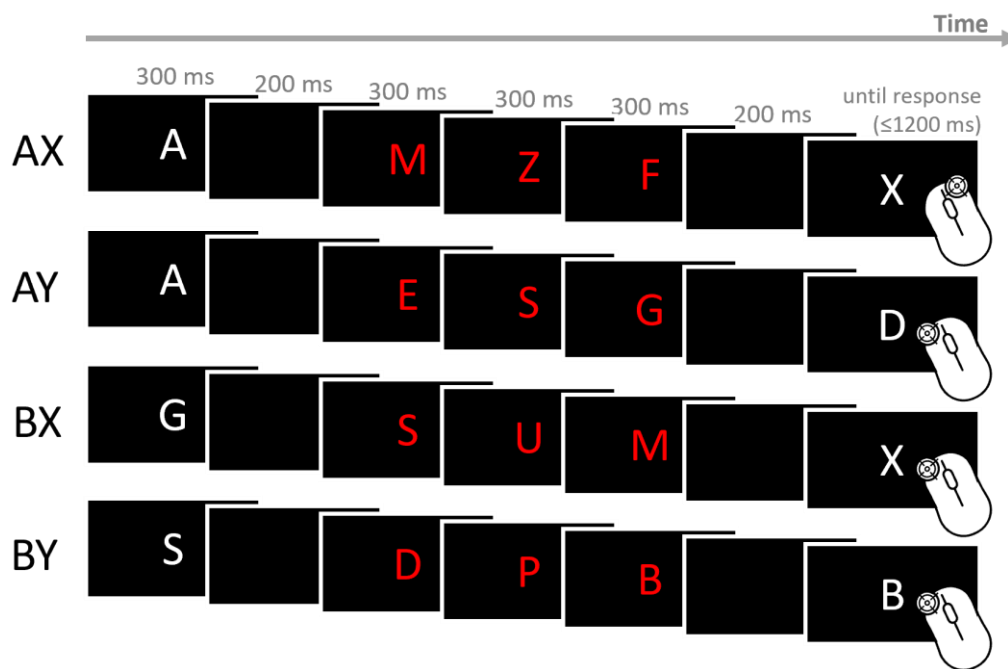 Time
300 ms 200 ms 300 ms 300 ms 300 ms 200 ms until response
(≤1200 ms)
AX A M Z F X
AY A E S G D
BX G S U M X
BY S D P B B